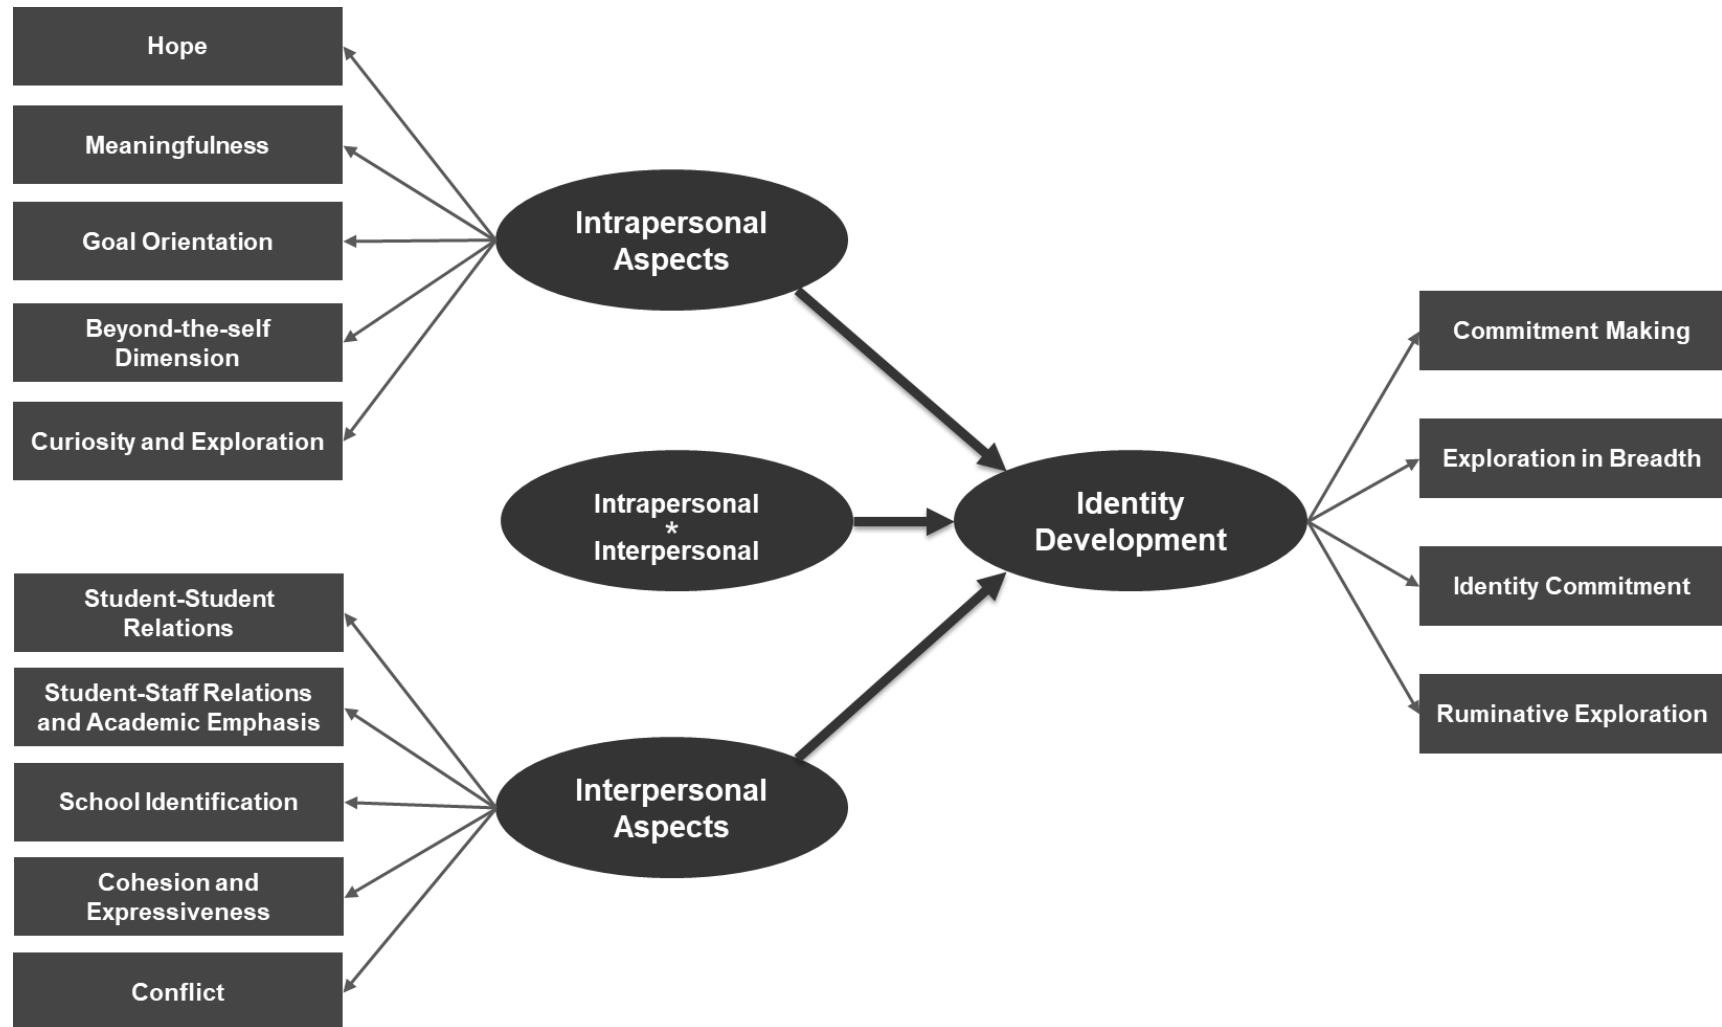 Hope
Meaningfulness
Goal Orientation
Beyond-the-self
Dimension
Curiosity and Exploration
Intrapersonal
Aspects
Intrapersonal
*
Interpersonal
Identity
Development
Commitment Making
Exploration in Breadth
Identity Commitment
Ruminative Exploration
Student-Student
Relations
Student-Staff Relations
and Academic Emphasis
School Identification
Cohesion and
Expressiveness
Conflict
Interpersonal
Aspects